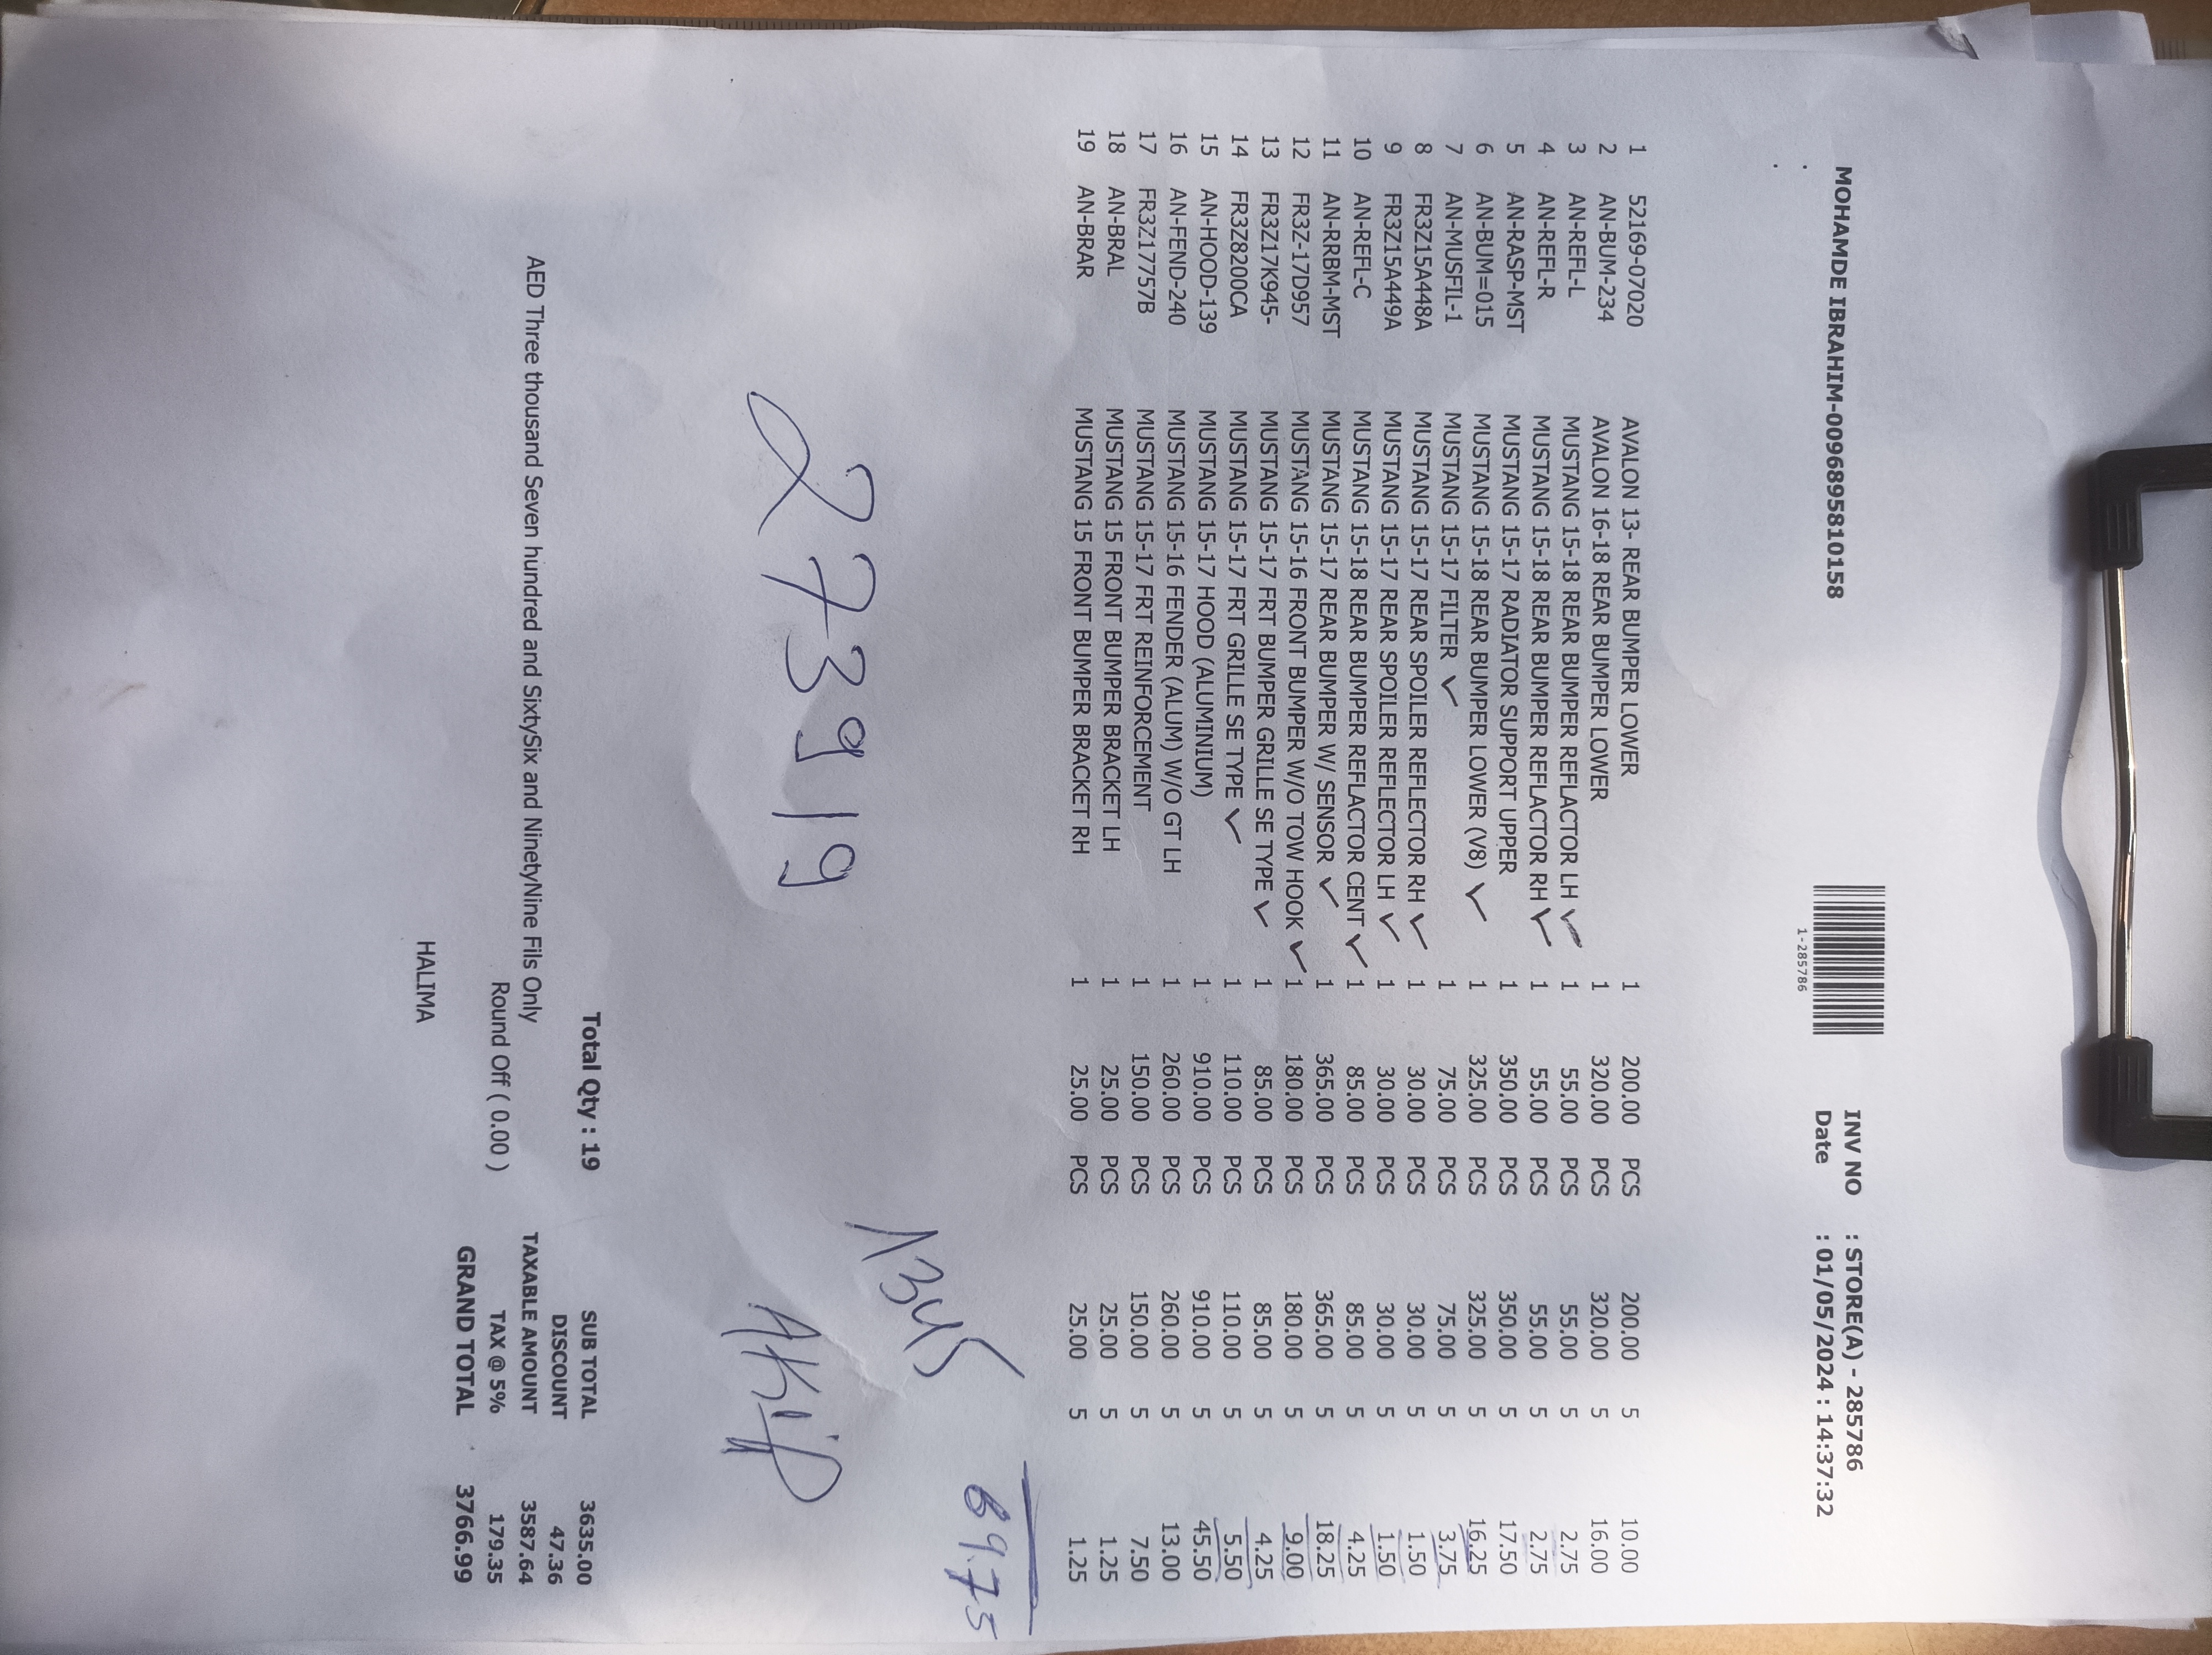 MOHAMDE IBRAHIM-0096895810158
1-285786
INV NO : STORE(A) - 285786
Date : 01/05/2024 : 14:37:32
1 52169-07020 AVALON 13- REAR BUMPER LOWER 1 200.00 PCS 200.00 5 10.00
2 AN-BUM-234 AVALON 16-18 REAR BUMPER LOWER 1 320.00 PCS 320.00 5 16.00
3 AN-REFL-L MUSTANG 15-18 REAR BUMPER REFLACTOR LH ✓ 1 55.00 PCS 55.00 5 2.75
4 AN-REFL-R MUSTANG 15-18 REAR BUMPER REFLACTOR RH ✓ 1 55.00 PCS 55.00 5 2.75
5 AN-RASP-MST MUSTANG 15-17 RADIATOR SUPPORT UPPER 1 350.00 PCS 350.00 5 17.50
6 AN-BUM=015 MUSTANG 15-18 REAR BUMPER LOWER (V8) ✓ 1 325.00 PCS 325.00 5 16.25
7 AN-MUSFIL-1 MUSTANG 15-17 FILTER ✓ 1 75.00 PCS 75.00 5 3.75
8 FR3Z15A448A MUSTANG 15-17 REAR SPOILER REFLECTOR RH ✓ 1 30.00 PCS 30.00 5 1.50
9 FR3Z15A449A MUSTANG 15-17 REAR SPOILER REFLECTOR LH ✓ 1 30.00 PCS 30.00 5 1.50
10 AN-REFL-C MUSTANG 15-18 REAR BUMPER REFLACTOR CENT ✓ 1 85.00 PCS 85.00 5 4.25
11 AN-RRBM-MST MUSTANG 15-17 REAR BUMPER W/ SENSOR ✓ 1 365.00 PCS 365.00 5 18.25
12 FR3Z-17D957 MUSTANG 15-16 FRONT BUMPER W/O TOW HOOK ✓ 1 180.00 PCS 180.00 5 9.00
13 FR3Z17K945- MUSTANG 15-17 FRT BUMPER GRILLE SE TYPE ✓ 1 85.00 PCS 85.00 5 4.25
14 FR3Z8200CA MUSTANG 15-17 FRT GRILLE SE TYPE ✓ 1 110.00 PCS 110.00 5 5.50
15 AN-HOOD-139 MUSTANG 15-17 HOOD (ALUMINIUM) 1 910.00 PCS 910.00 5 45.50
16 AN-FEND-240 MUSTANG 15-16 FENDER (ALUM) W/O GT LH 1 260.00 PCS 260.00 5 13.00
17 FR3Z17757B MUSTANG 15-17 FRT REINFORCEMENT 1 150.00 PCS 150.00 5 7.50
18 AN-BRAL MUSTANG 15 FRONT BUMPER BRACKET LH 1 25.00 PCS 25.00 5 1.25
19 AN-BRAR MUSTANG 15 FRONT BUMPER BRACKET RH 1 25.00 PCS 25.00 5 1.25
69.75
1345
273919
AKIP
Total Qty : 19
SUB TOTAL 3635.00
DISCOUNT 47.36
AED Three thousand Seven hundred and SixtySix and NinetyNine Fils Only
TAXABLE AMOUNT 3587.64
Round Off ( 0.00 )
TAX @ 5% 179.35
GRAND TOTAL 3766.99
HALIMA